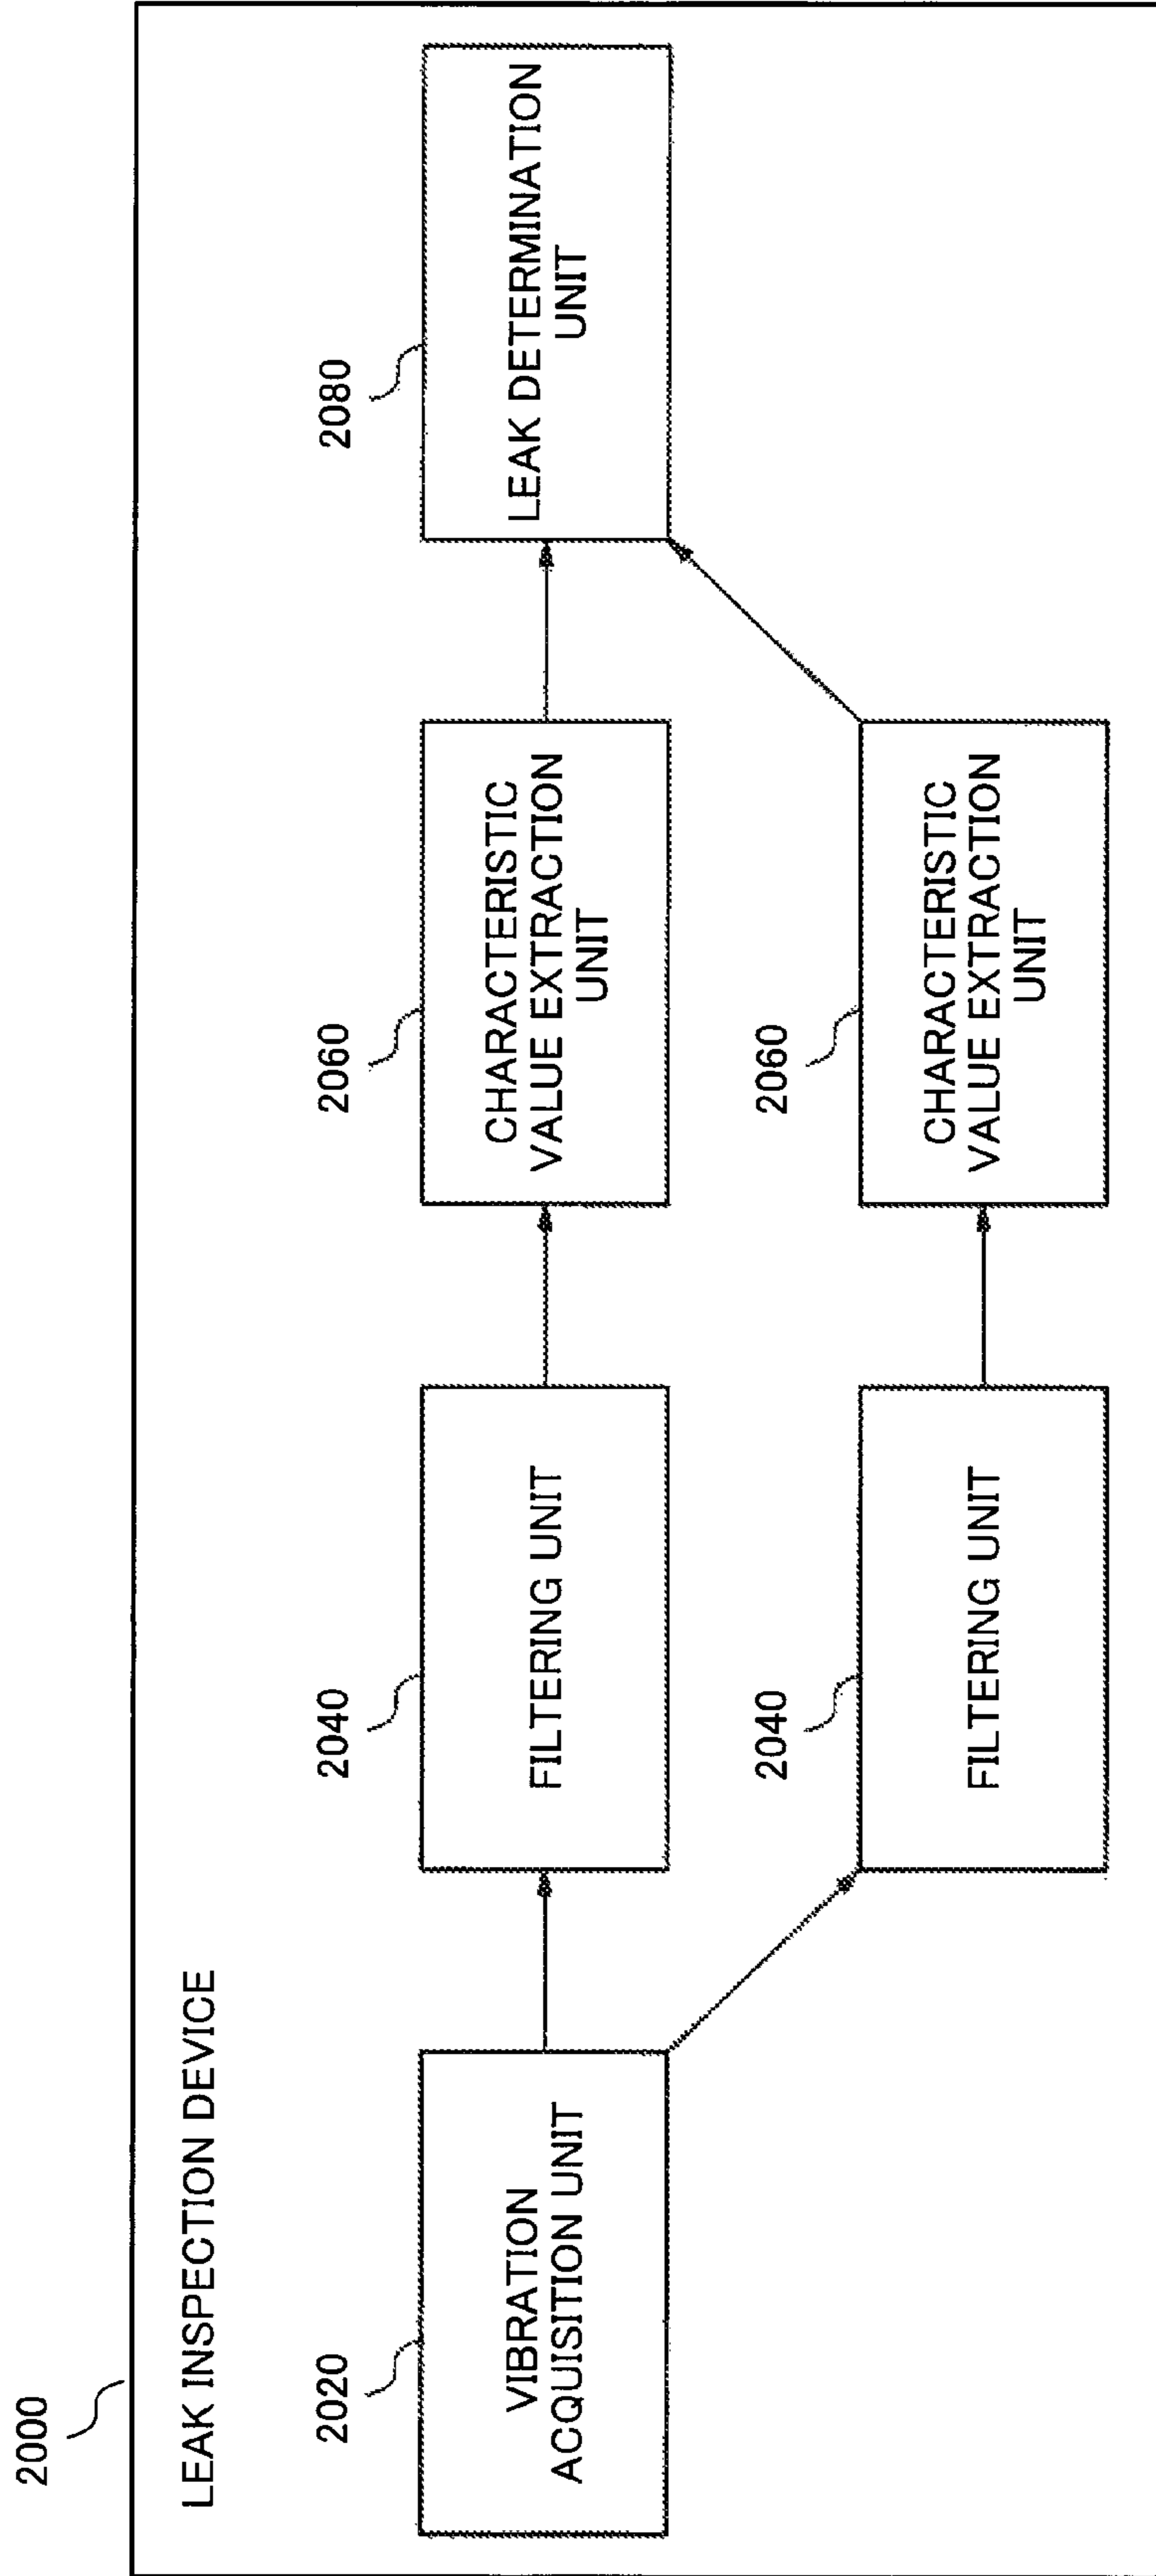 2000
LEAK INSPECTION DEVICE
2020
VIBRATION
ACQUISITION UNIT
2040
FILTERING UNIT
2060
CHARACTERISTIC
VALUE EXTRACTION
UNIT
2080
LEAK DETERMINATION
UNIT
2040
FILTERING UNIT
2060
CHARACTERISTIC
VALUE EXTRACTION
UNIT